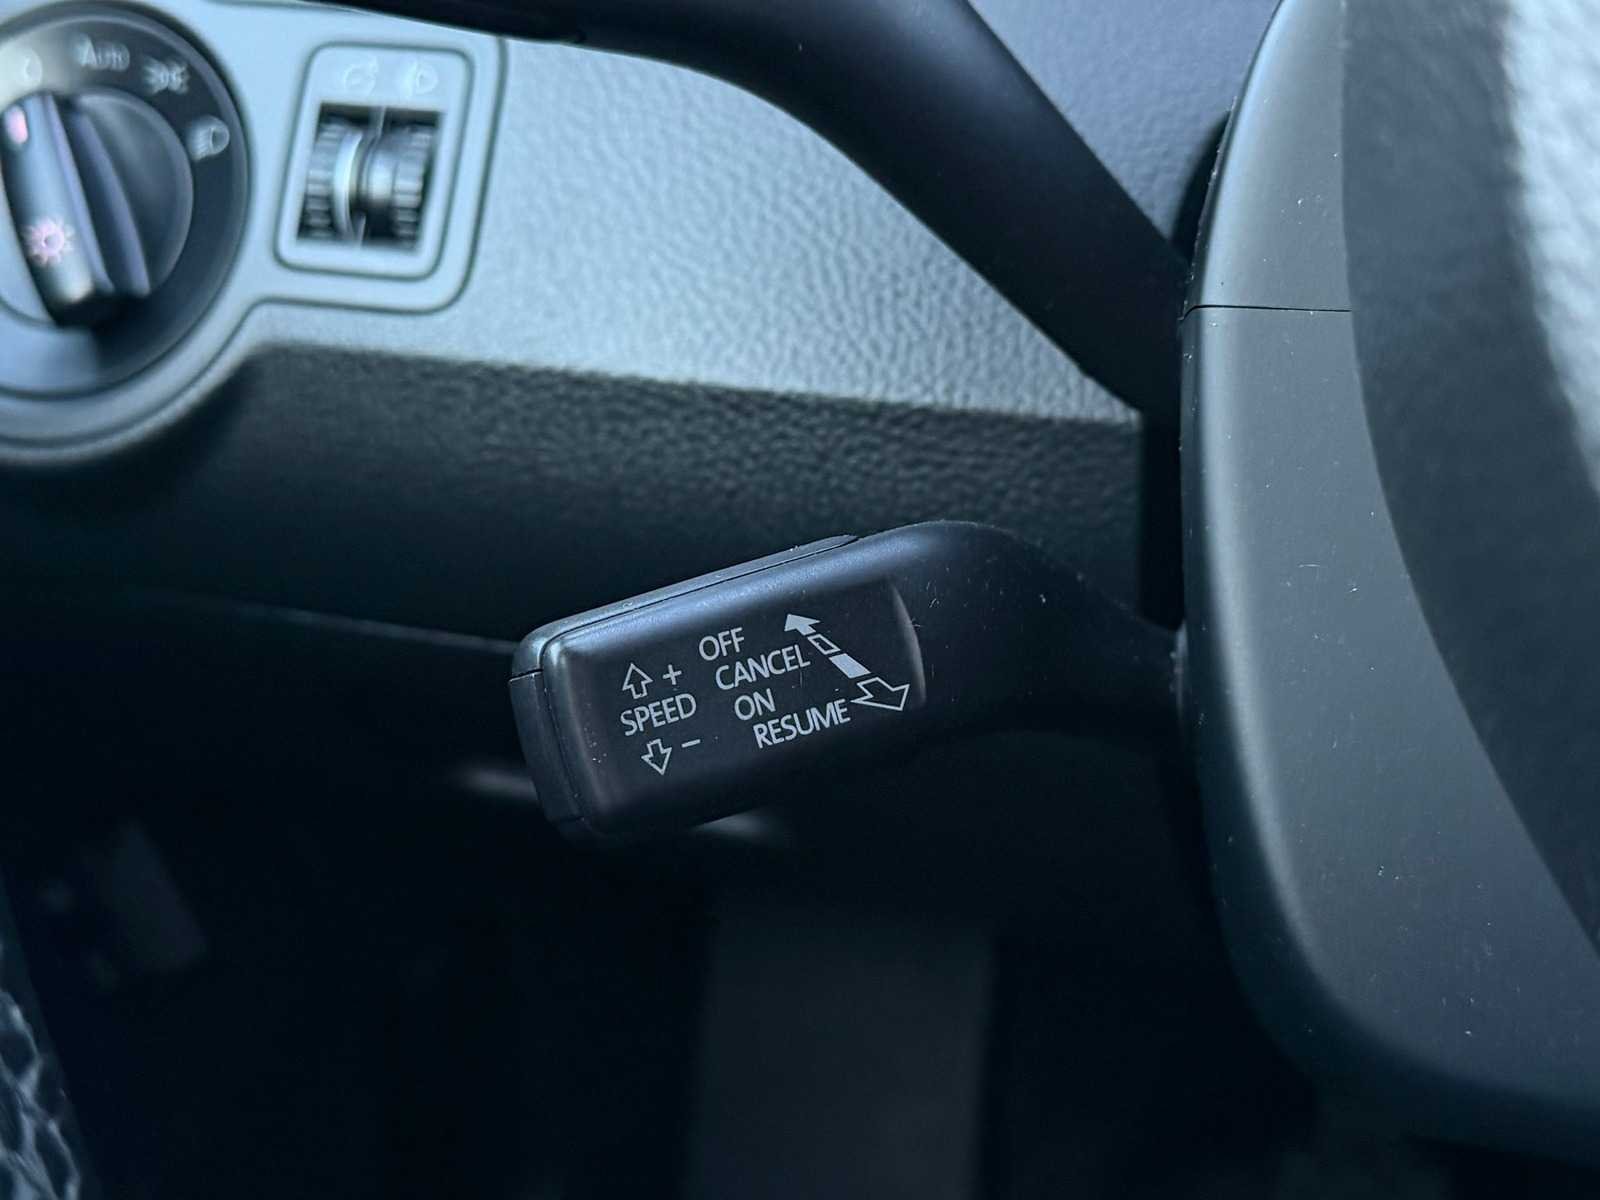 AUTO
+
OFF
CANCEL
SPEED
ON
RESUME
-